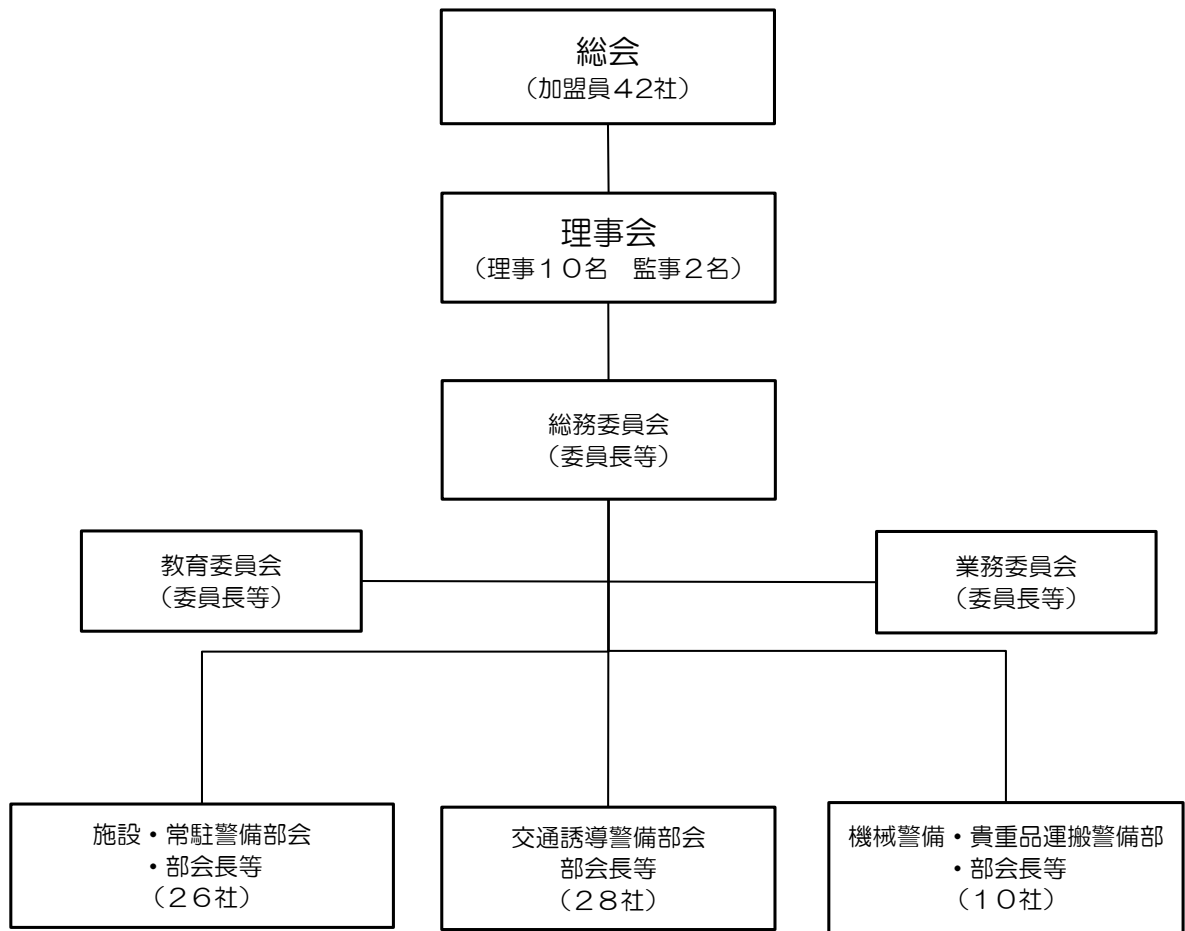 総会
（加盟員４２社）
理事会
（理事１０名　監事２名）
総務委員会
（委員長等）
教育委員会
（委員長等）
業務委員会
（委員長等）
施設・常駐警備部会
・部会長等
（２６社）
交通誘導警備部会
部会長等
（２８社）
機械警備・貴重品運搬警備部
・部会長等
（１０社）